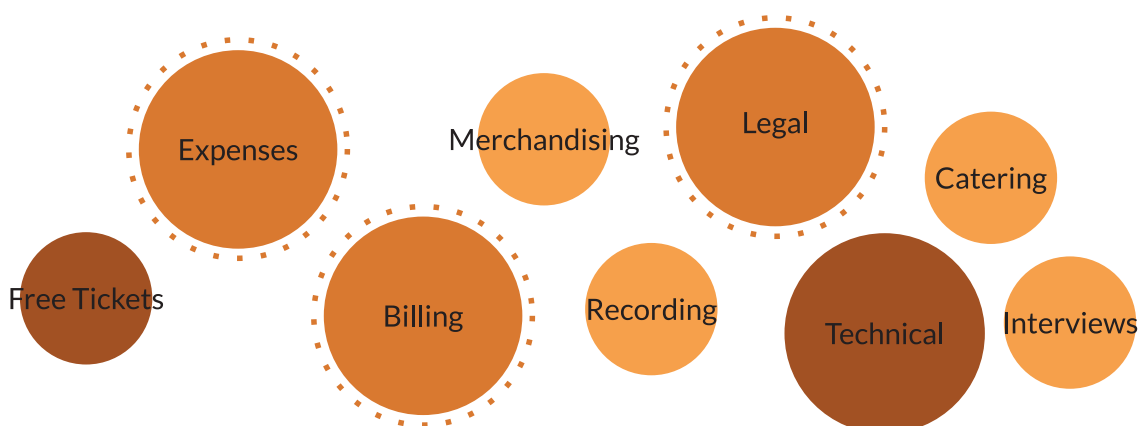 Legal
Merchandising
Expenses
Catering
Free Tickets
Recording
Billing
Interviews
Technical